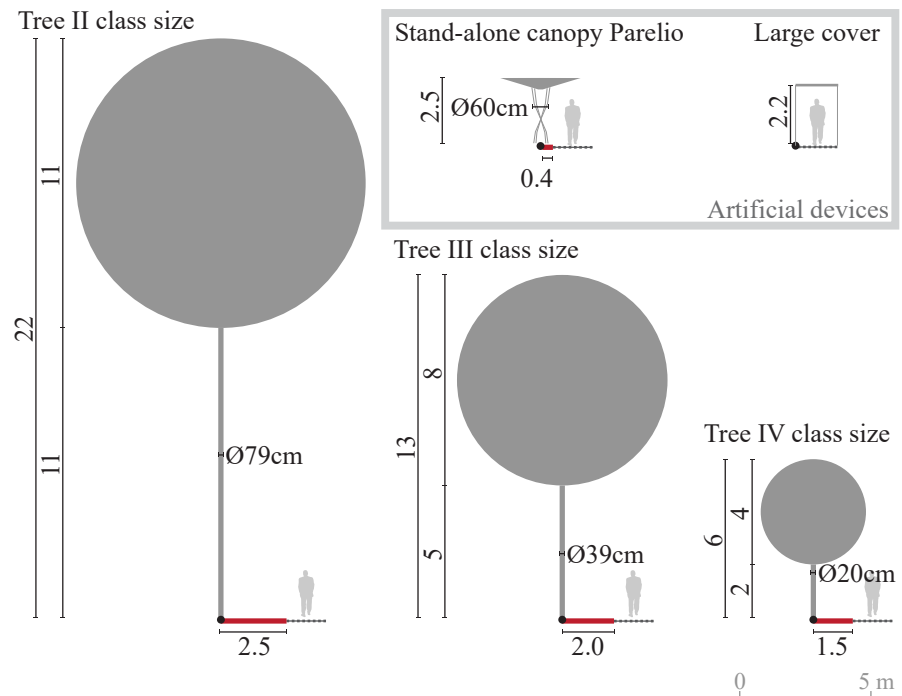 Tree II class size
22
11
11
Ø79cm
2.5
Stand-alone canopy Parelio
2.5
Ø60cm
0.4
Large cover
2.2
Artificial devices
Tree III class size
13
8
5
Ø39cm
2.0
Tree IV class size
6
4
2
Ø20cm
1.5
0
5 m